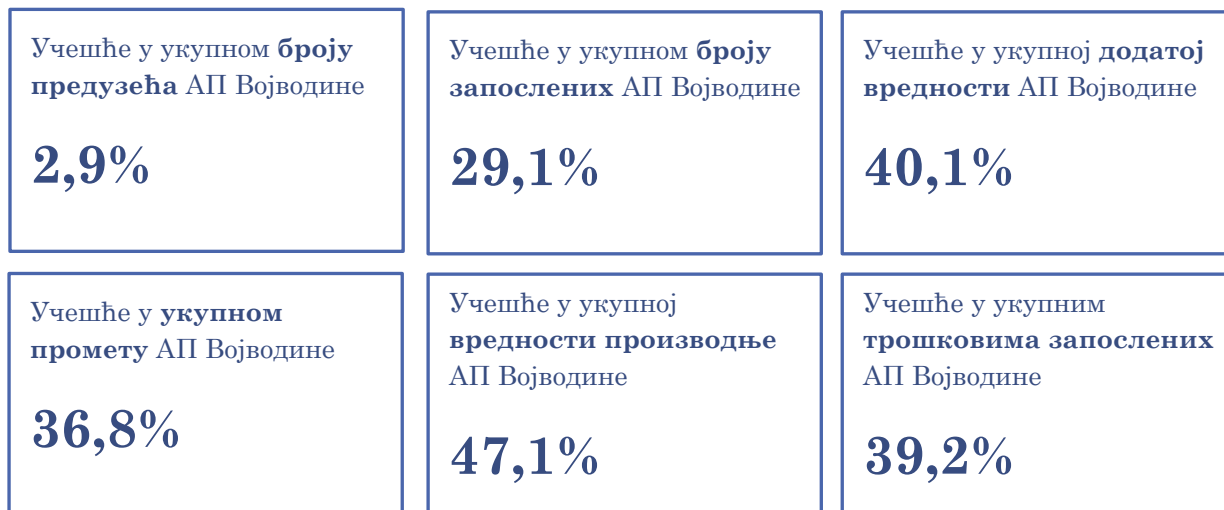 Учешће у укупном броју
предузећа АП Војводине
2,9%
Учешће у укупном броју
запослених АП Војводине
29,1%
Учешће у укупној додатој
вредности АП Војводине
40,1%
Учешће у укупном
промету АП Војводине
36,8%
Учешће у укупној
вредности производње
АП Војводине
47,1%
Учешће у укупним
трошковима запослених
АП Војводине
39,2%